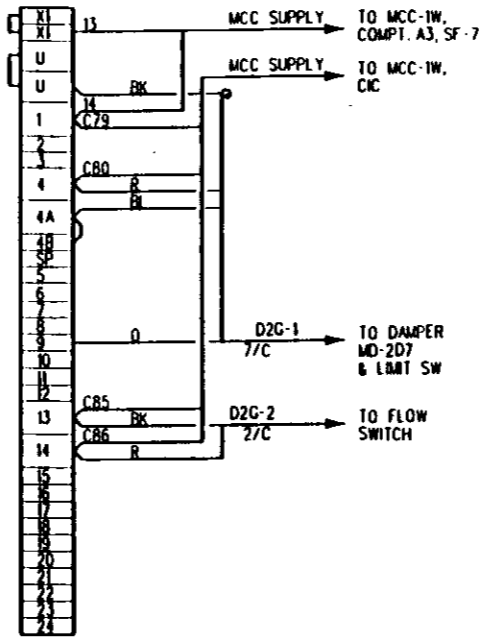 X1
X1 13 MCC SUPPLY TO MCC-1W,
COMPT. A3, SF-7
U MCC SUPPLY TO MCC-1W,
CIC
U BK
14
1 C79
2
3
4 C80
R
4A BL
4B
SP
5
6
7
8
9 O D2G-1 TO DAMPER
7/C MD-2D7
& LIMIT SW
10
11
12
13 C85
BK D2G-2 TO FLOW
2/C SWITCH
14 C86
R
15
16
17
18
19
20
21
22
23
24